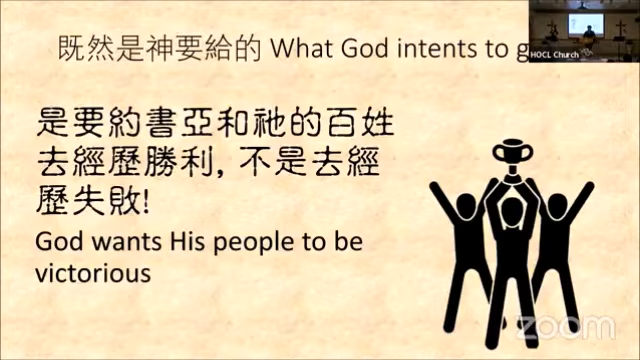 既然是神要給的 What God intents to g
HOCL Church
是要約書亞和祂的百姓
去經歷勝利, 不是去經
歷失敗!
God wants His people to be
victorious
zoom